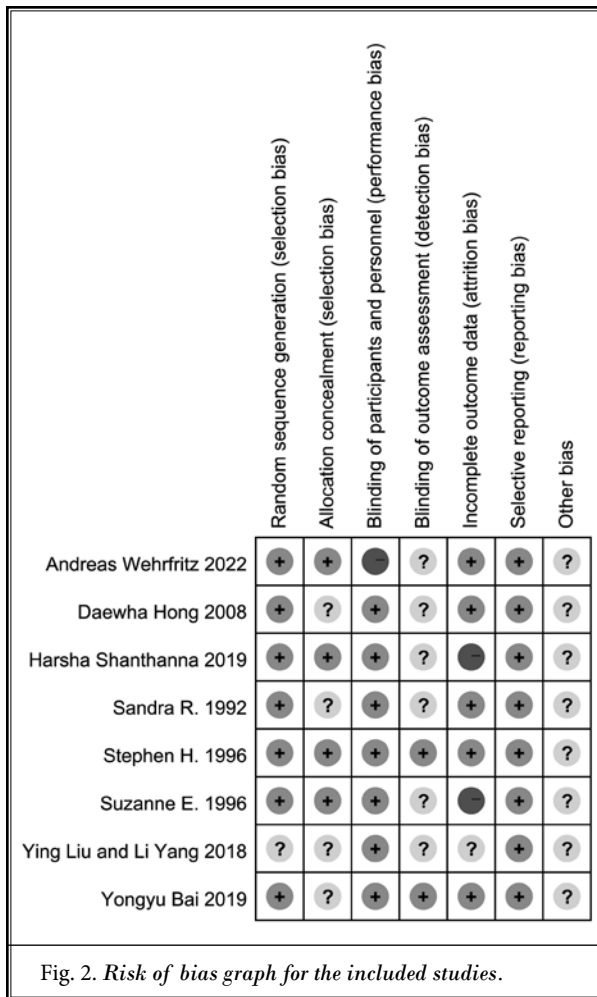 Random sequence generation (selection bias)
Allocation concealment (selection bias)
Blinding of participants and personnel (performance bias)
Blinding of outcome assessment (detection bias)
Incomplete outcome data (attrition bias)
Selective reporting (reporting bias)
Other bias
Andreas Wehrfritz 2022 + + – ? + + ?
Daewha Hong 2008 + ? + ? + + ?
Harsha Shanthanna 2019 + + + ? – + ?
Sandra R. 1992 + ? + ? + + ?
Stephen H. 1996 + + + + + + ?
Suzanne E. 1996 + + + ? – + ?
Ying Liu and Li Yang 2018 ? ? + ? ? + ?
Yongyu Bai 2019 + ? + + + + ?
Fig. 2. Risk of bias graph for the included studies.